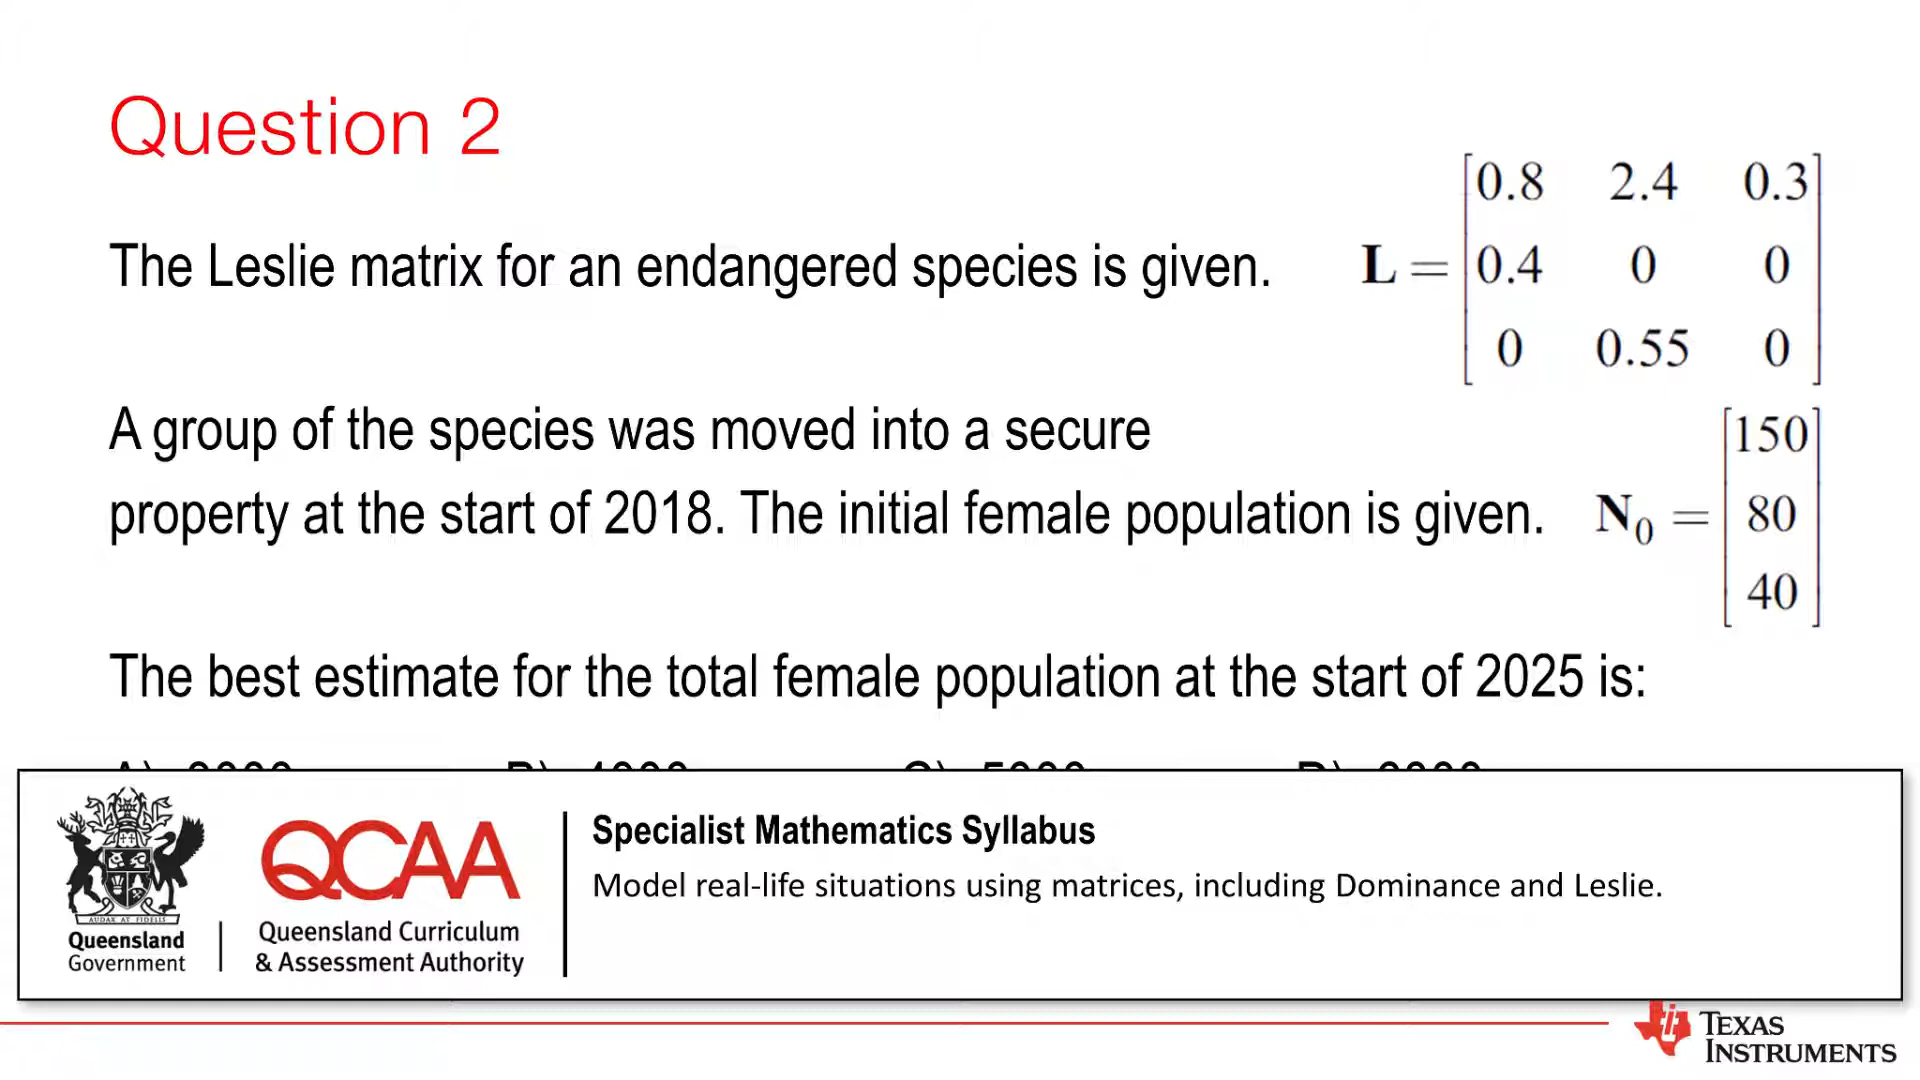 Question 2
The Leslie matrix for an endangered species is given.
L = [0.8 2.4 0.3
0.4 0 0
0 0.55 0]
A group of the species was moved into a secure
property at the start of 2018. The initial female population is given.
N₀ = [150
80
40]
The best estimate for the total female population at the start of 2025 is:
Specialist Mathematics Syllabus
Model real-life situations using matrices, including Dominance and Leslie.
AUDAX AT FIDELIS
Queensland
Government
QCAA
Queensland Curriculum
& Assessment Authority
TEXAS
INSTRUMENTS